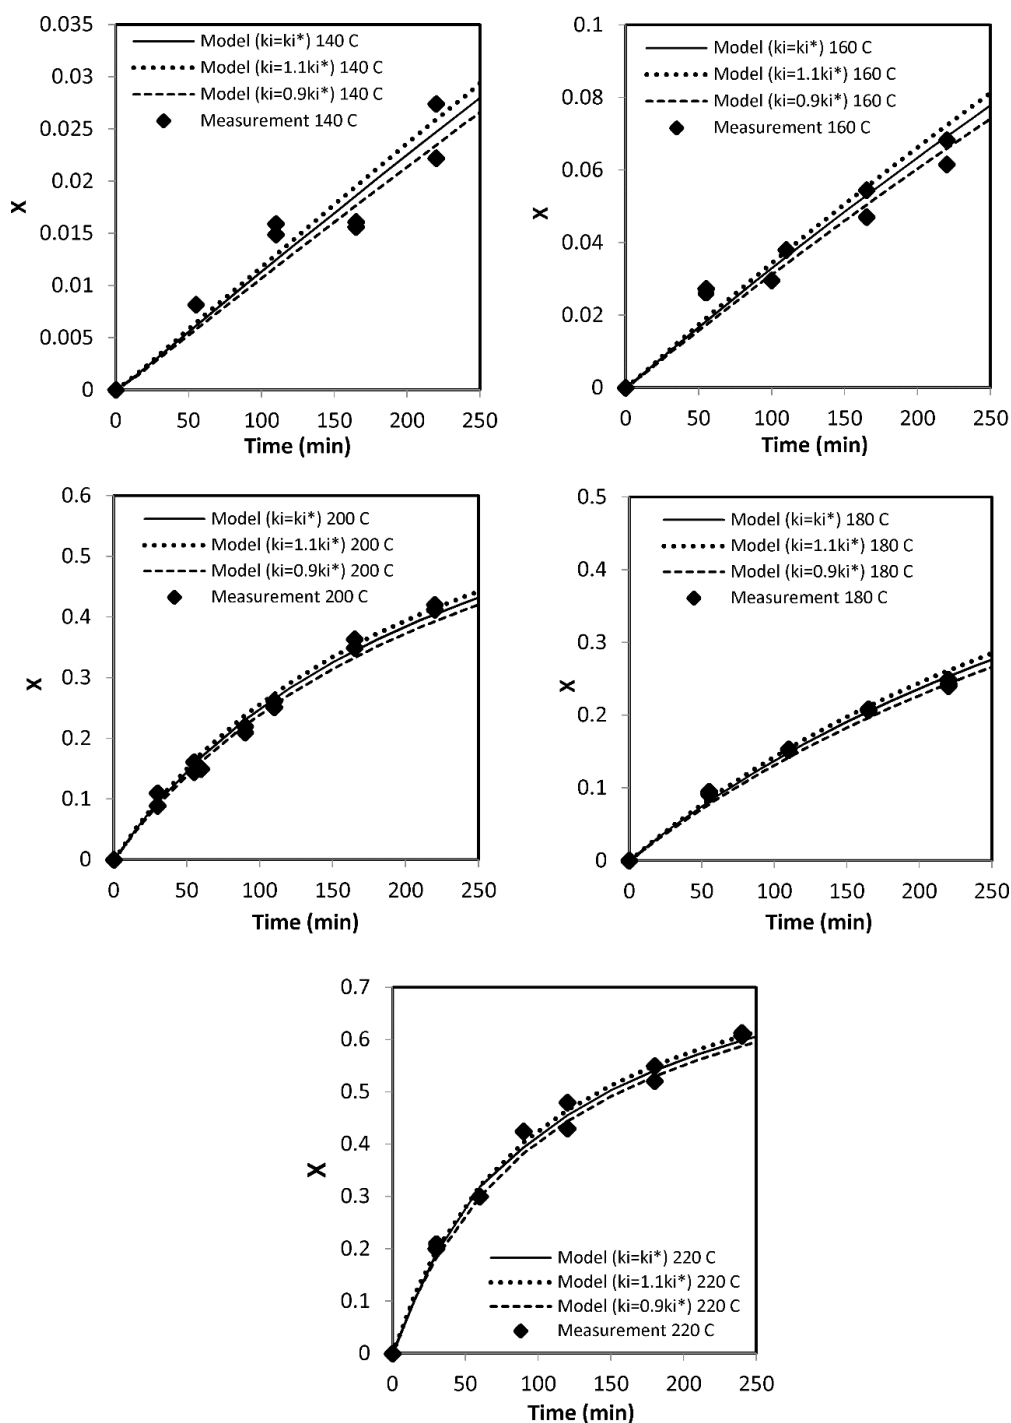 0.035
0.03
0.025
0.02
0.015
0.01
0.005
0
X
Model (ki=ki*) 140 C
Model (ki=1.1ki*) 140 C
Model (ki=0.9ki*) 140 C
Measurement 140 C
0 50 100 150 200 250
Time (min)
0.1
0.08
0.06
0.04
0.02
0
X
Model (ki=ki*) 160 C
Model (ki=1.1ki*) 160 C
Model (ki=0.9ki*) 160 C
Measurement 160 C
0 50 100 150 200 250
Time (min)
0.6
0.5
0.4
0.3
0.2
0.1
0
X
Model (ki=ki*) 200 C
Model (ki=1.1ki*) 200 C
Model (ki=0.9ki*) 200 C
Measurement 200 C
0 50 100 150 200 250
Time (min)
0.5
0.4
0.3
0.2
0.1
0
X
Model (ki=ki*) 180 C
Model (ki=1.1ki*) 180 C
Model (ki=0.9ki*) 180 C
Measurement 180 C
0 50 100 150 200 250
Time (min)
0.7
0.6
0.5
0.4
0.3
0.2
0.1
0
X
Model (ki=ki*) 220 C
Model (ki=1.1ki*) 220 C
Model (ki=0.9ki*) 220 C
Measurement 220 C
0 50 100 150 200 250
Time (min)